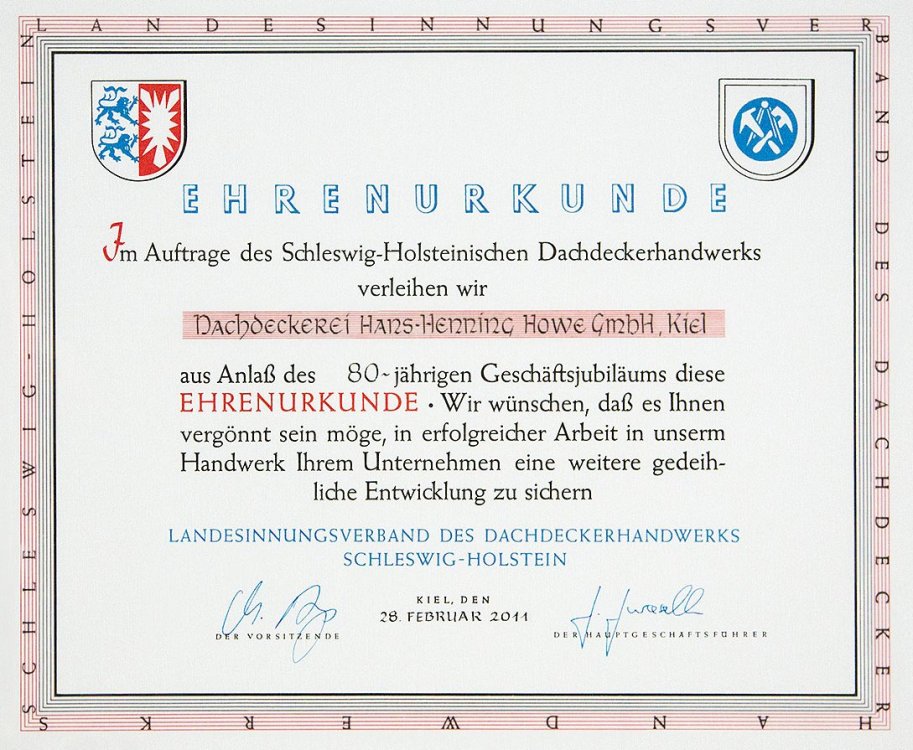 LANDESINNUNGSVERBAND DES DACHDECKERHANDWERKS SCHLESWIG-HOLSTEIN
EHRENURKUNDE
Im Auftrage des Schleswig-Holsteinischen Dachdeckerhandwerks
verleihen wir
Dachdeckerei Hans-Henning Howe GmbH, Kiel
aus Anlaß des 80-jährigen Geschäftsjubiläums diese
EHRENURKUNDE · Wir wünschen, daß es Ihnen
vergönnt sein möge, in erfolgreicher Arbeit in unserm
Handwerk Ihrem Unternehmen eine weitere gedeih-
liche Entwicklung zu sichern
LANDESINNUNGSVERBAND DES DACHDECKERHANDWERKS
SCHLESWIG-HOLSTEIN
KIEL, DEN
28. FEBRUAR 2011
DER VORSITZENDE
DER HAUPTGESCHÄFTSFÜHRER